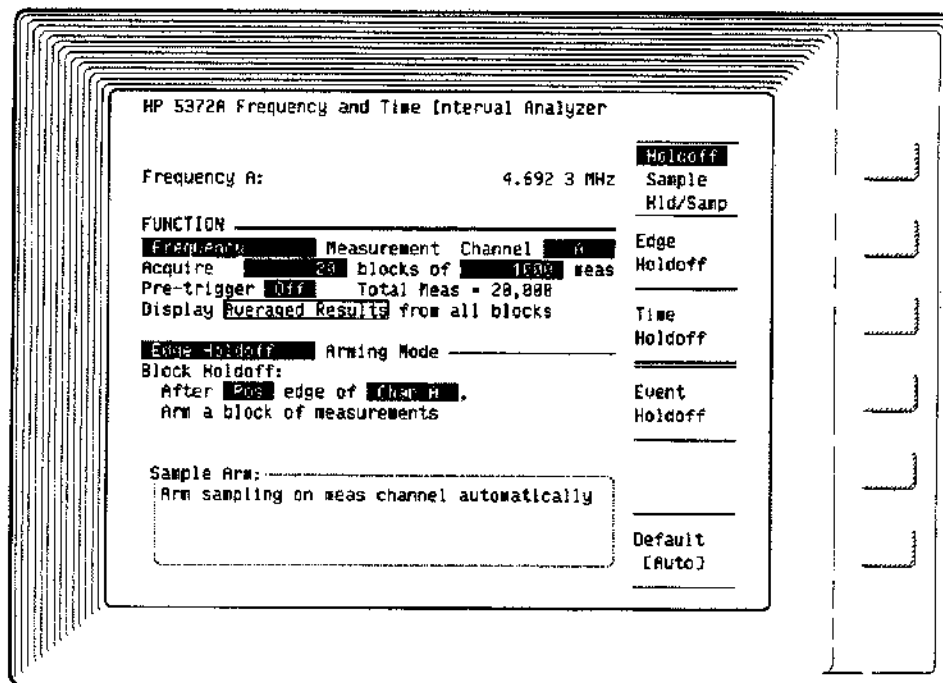 HP 5372A Frequency and Time Interval Analyzer
Frequency A: 4.692 3 MHz
FUNCTION
Frequency Measurement Channel A
Acquire 20 blocks of 1000 meas
Pre-trigger Off Total Meas = 20,000
Display Averaged Results from all blocks
Edge Holdoff Arming Mode
Block Holdoff:
After Pos edge of Chan A ,
Arm a block of measurements
Sample Arm:
Arm sampling on meas channel automatically
Holdoff
Sample
Hld/Samp
Edge
Holdoff
Time
Holdoff
Event
Holdoff
Default
[Auto]